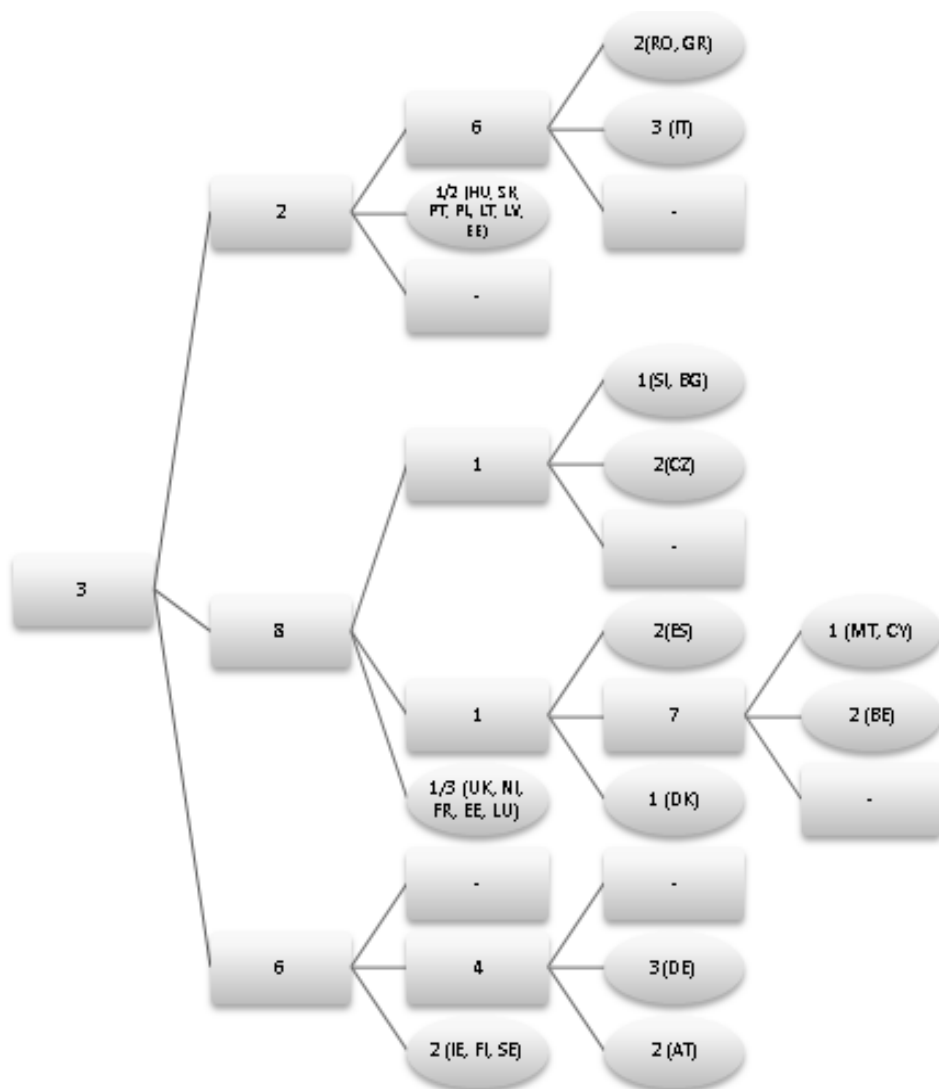 2(RO, GR)
6
3 (IT)
1/2 (HU, SK,
PT, PL, LT, LV,
EE)
2
-
-
1(SI, BG)
1
2(CZ)
-
3
8
2(ES)
1 (MT, CY)
1
7
2 (BE)
1/3 (UK, NI,
FR, EE, LU)
1 (DK)
-
-
-
6
4
3(DE)
2 (IE, FI, SE)
2 (AT)